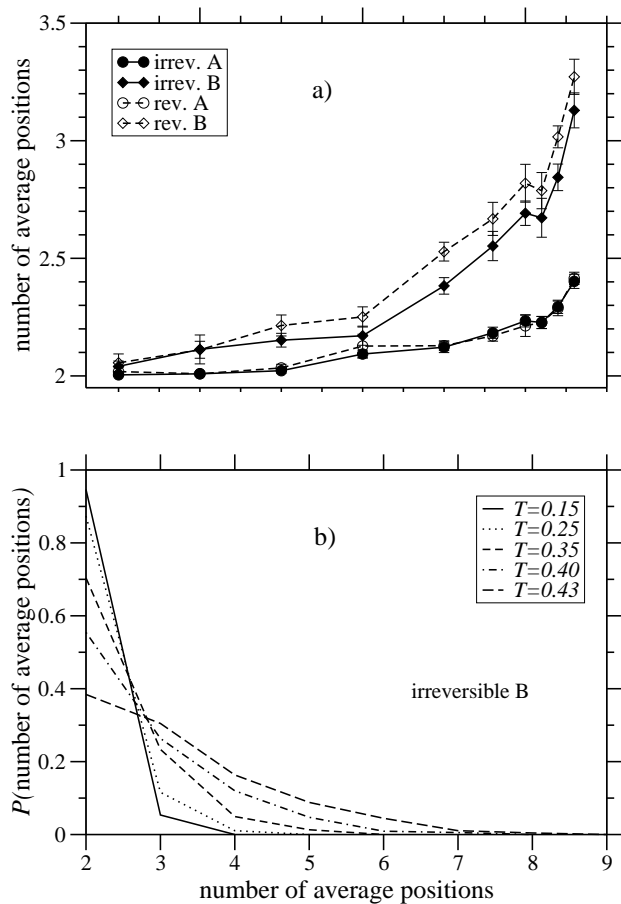 3.5
3
2.5
2
number of average positions
irrev. A
irrev. B
rev. A
rev. B
a)
1
0.8
0.6
0.4
0.2
0
P(number of average positions)
T=0.15
T=0.25
T=0.35
T=0.40
T=0.43
b)
irreversible B
2 3 4 5 6 7 8 9
number of average positions